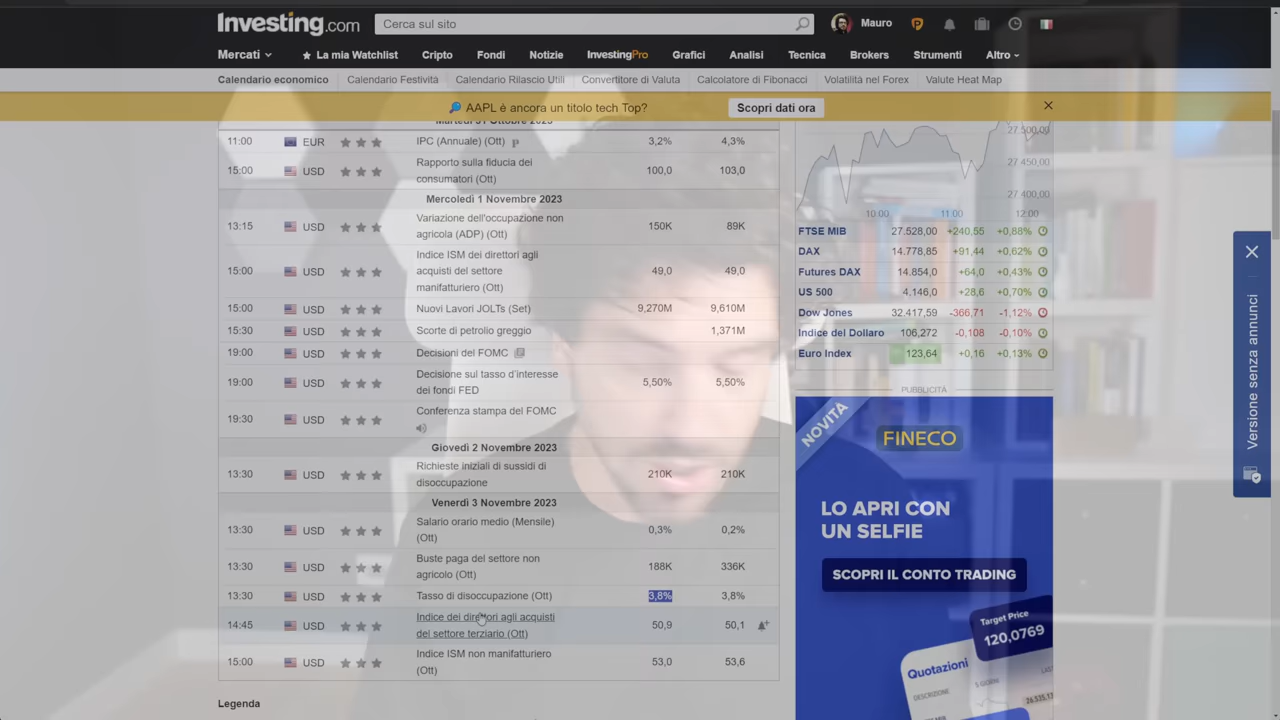 Investing.com
Cerca sul sito
Mauro
Mercati
La mia Watchlist
Cripto
Fondi
Notizie
InvestingPro
Grafici
Analisi
Tecnica
Brokers
Strumenti
Altro
Calendario economico
Calendario Festività
Calendario Rilascio Utili
Convertitore di Valuta
Calcolatore di Fibonacci
Volatilità nel Forex
Valute Heat Map
AAPL è ancora un titolo tech Top?
Scopri dati ora
Martedì 31 Ottobre 2023
11:00 EUR IPC (Annuale) (Ott) P 3,2% 4,3%
15:00 USD Rapporto sulla fiducia dei
consumatori (Ott) 100,0 103,0
Mercoledì 1 Novembre 2023
13:15 USD Variazione dell'occupazione non
agricola (ADP) (Ott) 150K 89K
15:00 USD Indice ISM dei direttori agli
acquisti del settore
manifatturiero (Ott) 49,0 49,0
15:00 USD Nuovi Lavori JOLTs (Set) 9,270M 9,610M
15:30 USD Scorte di petrolio greggio 1,371M
19:00 USD Decisioni del FOMC
19:00 USD Decisione sul tasso d'interesse
dei fondi FED 5,50% 5,50%
19:30 USD Conferenza stampa del FOMC
Giovedì 2 Novembre 2023
13:30 USD Richieste iniziali di sussidi di
disoccupazione 210K 210K
Venerdì 3 Novembre 2023
13:30 USD Salario orario medio (Mensile)
(Ott) 0,3% 0,2%
13:30 USD Buste paga del settore non
agricolo (Ott) 188K 336K
13:30 USD Tasso di disoccupazione (Ott) 3,8% 3,8%
14:45 USD Indice dei direttori agli acquisti
del settore terziario (Ott) 50,9 50,1
15:00 USD Indice ISM non manifatturiero
(Ott) 53,0 53,6
Legenda
27.500,00
27.450,00
27.400,00
10:00 11:00 12:00
FTSE MIB 27.528,00 +240,55 +0,88%
DAX 14.778,85 +91,44 +0,62%
Futures DAX 14.854,0 +64,0 +0,43%
US 500 4.146,0 +28,6 +0,70%
Dow Jones 32.417,59 -366,71 -1,12%
Indice del Dollaro 106,272 -0,108 -0,10%
Euro Index 123,64 +0,16 +0,13%
PUBBLICITÀ
NOVITÀ
FINECO
LO APRI CON
UN SELFIE
SCOPRI IL CONTO TRADING
Target Price
120,0769
Quotazioni
DESCRIZIONE
5 GIORNI
Versione senza annunci